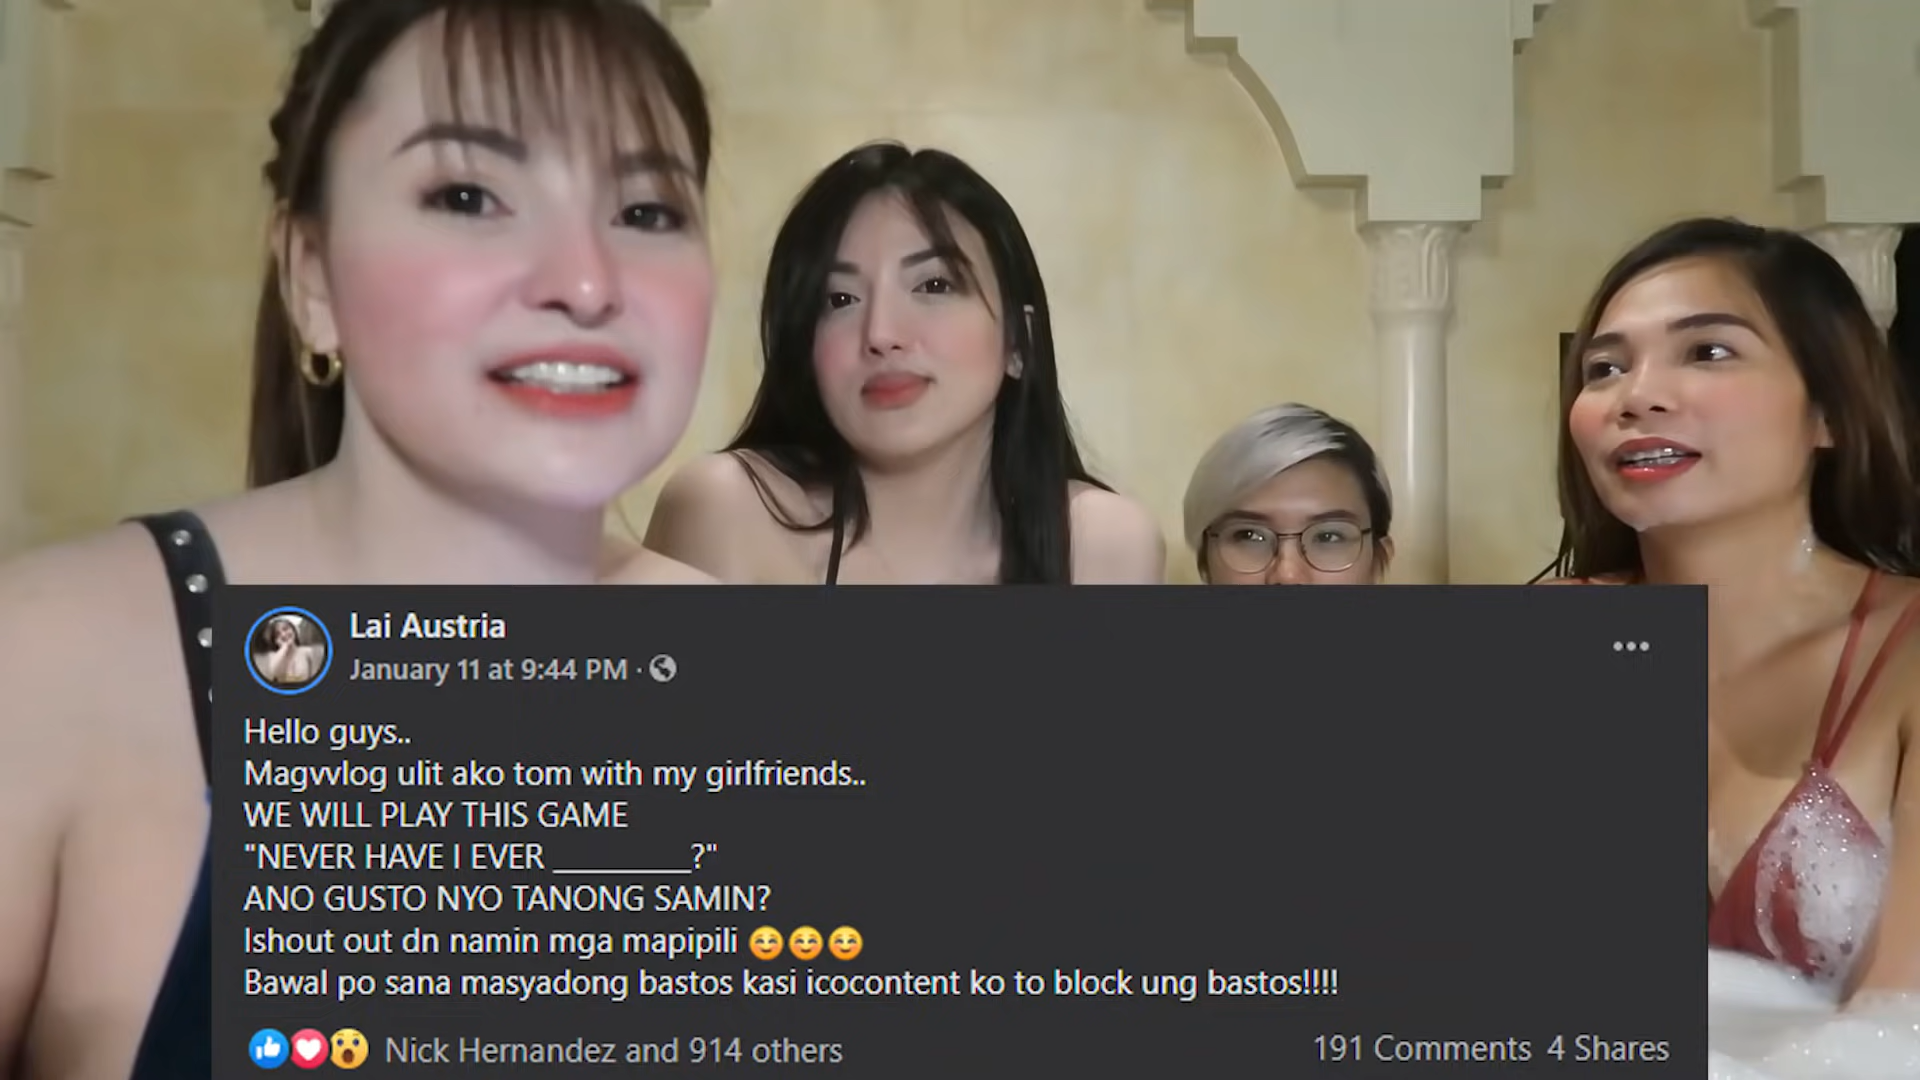 Lai Austria
January 11 at 9:44 PM ·
Hello guys..
Magvvlog ulit ako tom with my girlfriends..
WE WILL PLAY THIS GAME
"NEVER HAVE I EVER _________?"
ANO GUSTO NYO TANONG SAMIN?
Ishout out dn namin mga mapipili ☺️☺️☺️
Bawal po sana masyadong bastos kasi icocontent ko to block ung bastos!!!!
Nick Hernandez and 914 others
191 Comments 4 Shares